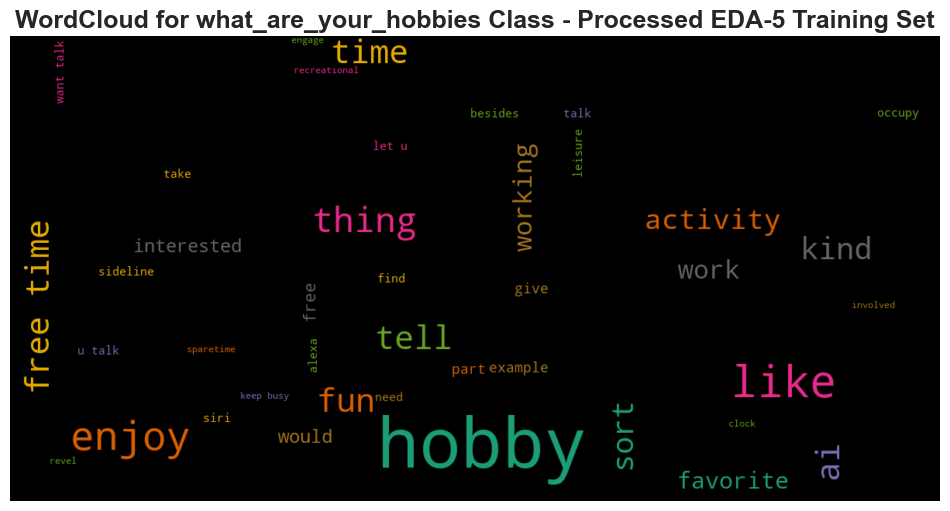 WordCloud for what_are_your_hobbies Class - Processed EDA-5 Training Set
engage
time
want talk
recreational
besides
talk
occupy
let u
leisure
working
take
thing
activity
interested
kind
free time
sideline
find
work
give
free
involved
tell
u talk
sparetime
alexa
part
example
like
keep busy
fun
need
siri
hobby
sort
clock
enjoy
would
revel
favorite
ai